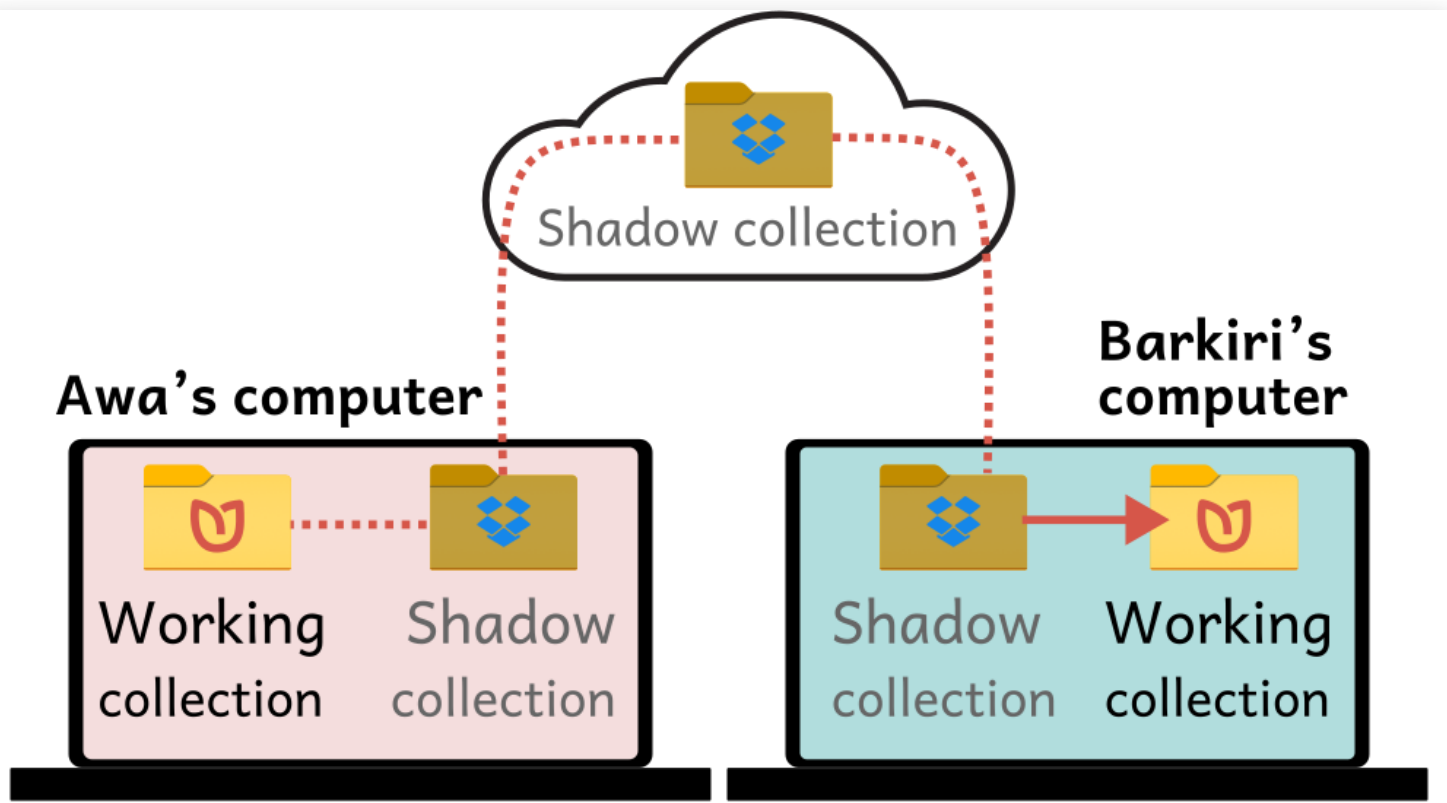 Shadow collection
Awa’s computer
Barkiri’s
computer
Working
collection
Shadow
collection
Shadow
collection
Working
collection